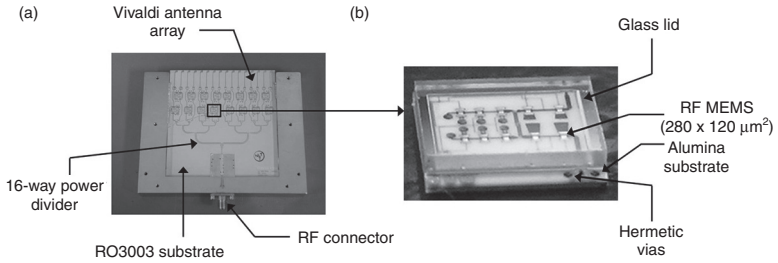 (a)
Vivaldi antenna
array
16-way power
divider
RO3003 substrate
RF connector
(b)
Glass lid
RF MEMS
(280 x 120 μm²)
Alumina
substrate
Hermetic
vias